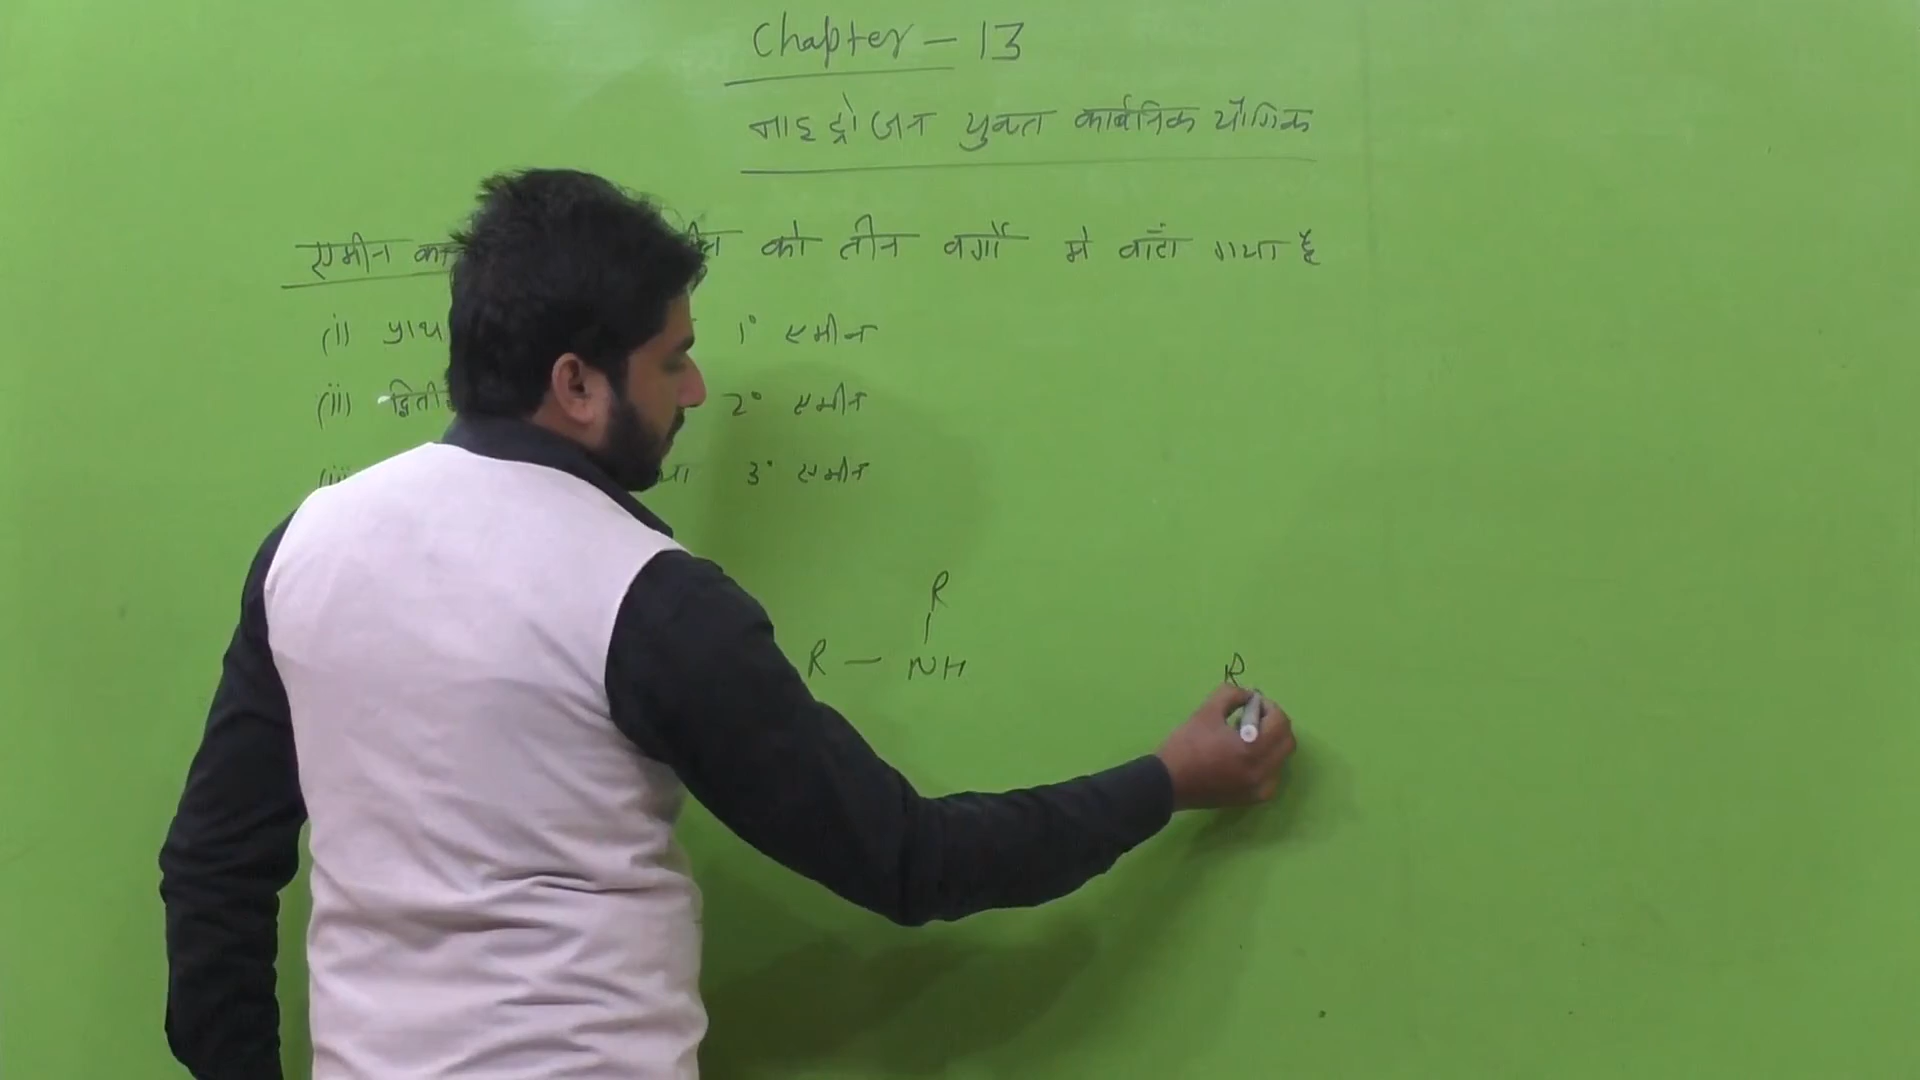 Chapter - 13
नाइट्रोजन युक्त कार्बनिक यौगिक
एमीन को तीन वर्गों मे बांटा गया है
(i) 1° एमीन
(ii) 2° एमीन
3° एमीन
R
R — NH
R